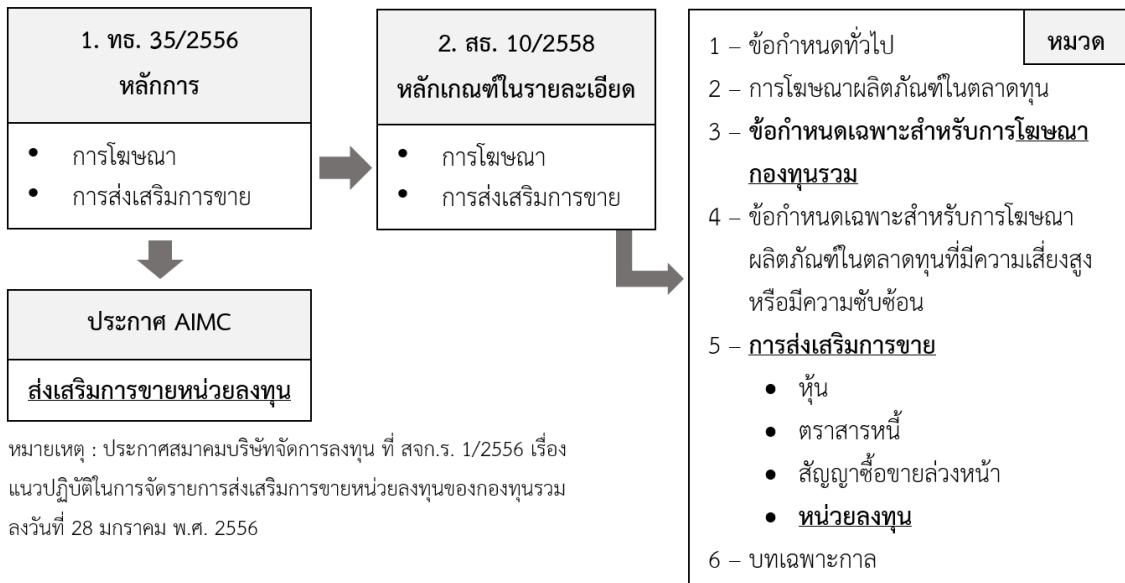 1. ทธ. 35/2556
หลักการ
• การโฆษณา
• การส่งเสริมการขาย
2. สธ. 10/2558
หลักเกณฑ์ในรายละเอียด
• การโฆษณา
• การส่งเสริมการขาย
ประกาศ AIMC
ส่งเสริมการขายหน่วยลงทุน
หมายเหตุ : ประกาศสมาคมบริษัทจัดการลงทุน ที่ สจก.ร. 1/2556 เรื่อง
แนวปฏิบัติในการจัดรายการส่งเสริมการขายหน่วยลงทุนของกองทุนรวม
ลงวันที่ 28 มกราคม พ.ศ. 2556
หมวด
1 – ข้อกำหนดทั่วไป
2 – การโฆษณาผลิตภัณฑ์ในตลาดทุน
3 – ข้อกำหนดเฉพาะสำหรับการโฆษณา
กองทุนรวม
4 – ข้อกำหนดเฉพาะสำหรับการโฆษณา
ผลิตภัณฑ์ในตลาดทุนที่มีความเสี่ยงสูง
หรือมีความซับซ้อน
5 – การส่งเสริมการขาย
• หุ้น
• ตราสารหนี้
• สัญญาซื้อขายล่วงหน้า
• หน่วยลงทุน
6 – บทเฉพาะกาล